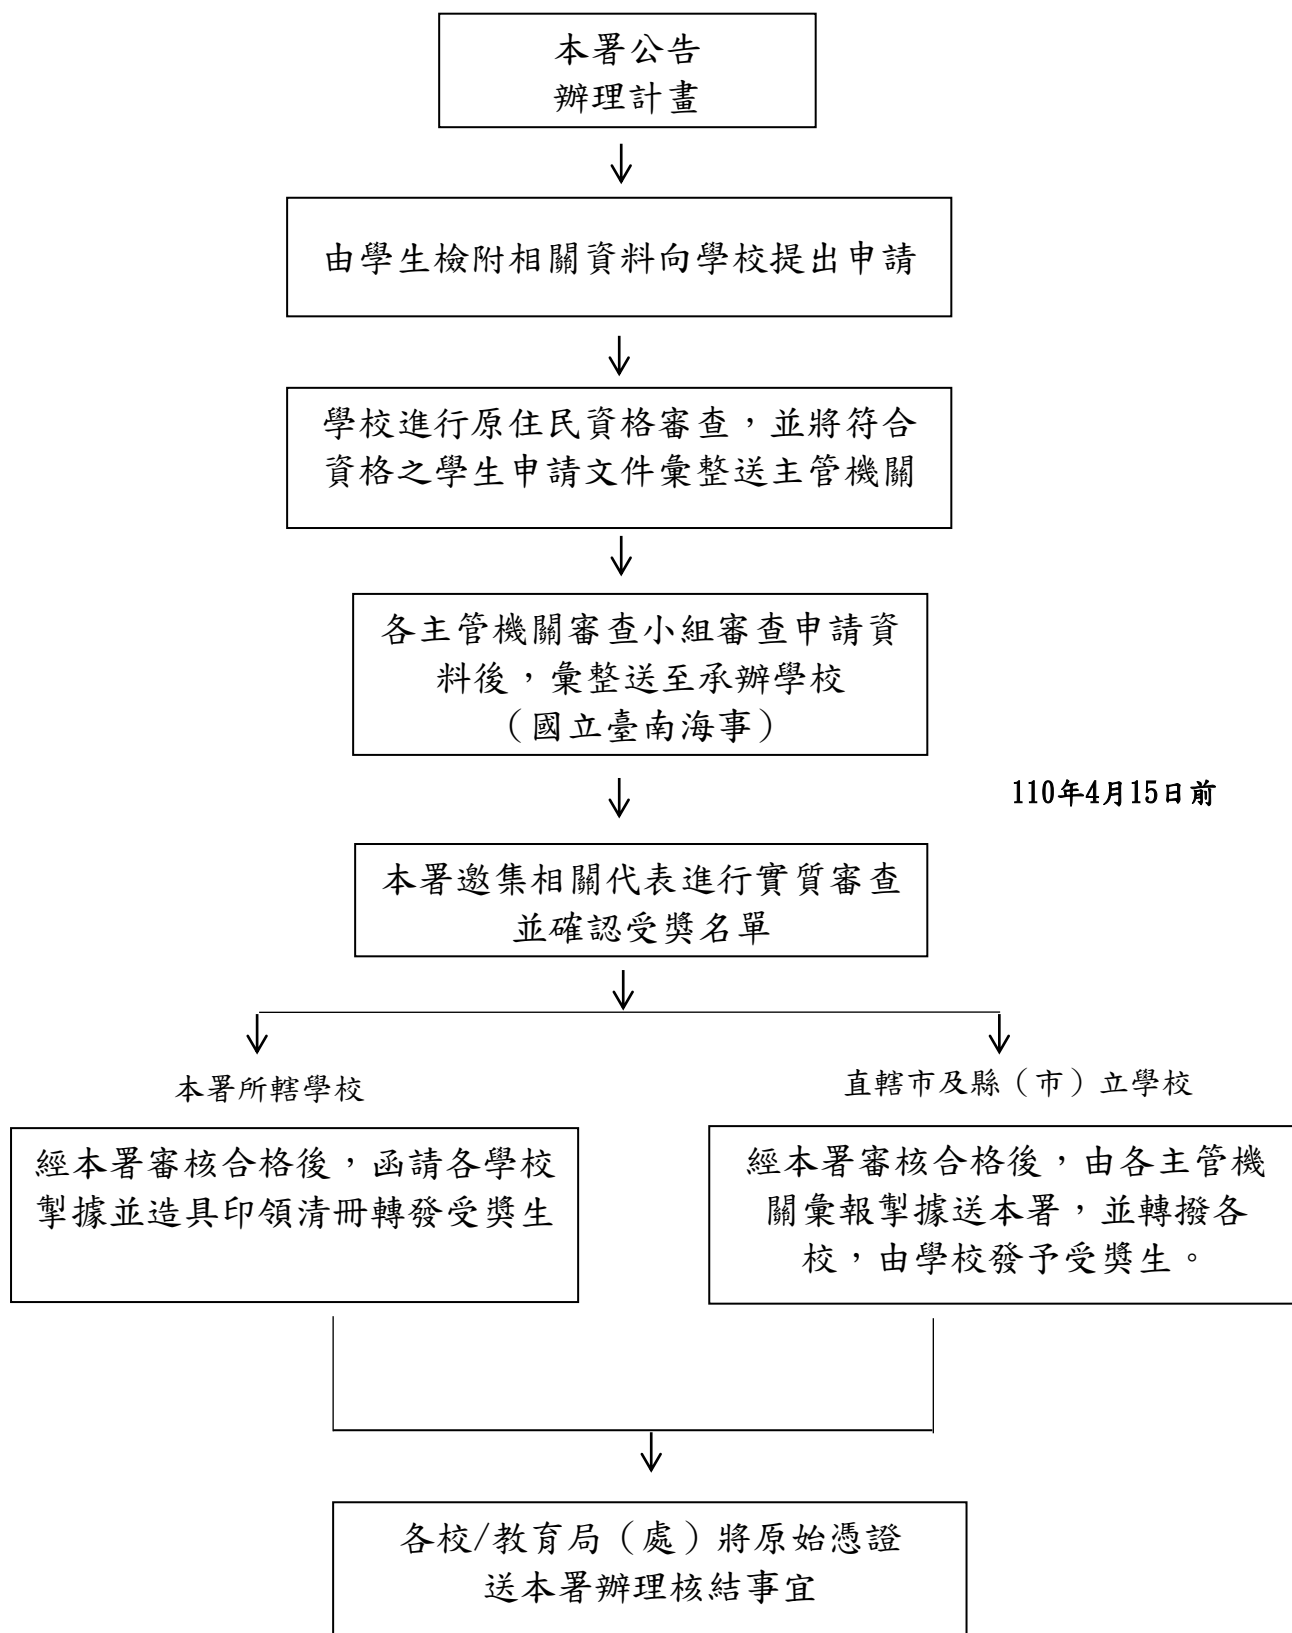 本署公告
辦理計畫
由學生檢附相關資料向學校提出申請
學校進行原住民資格審查，並將符合
資格之學生申請文件彙整送主管機關
各主管機關審查小組審查申請資
料後，彙整送至承辦學校
（國立臺南海事）
110年4月15日前
本署邀集相關代表進行實質審查
並確認受獎名單
本署所轄學校
直轄市及縣（市）立學校
經本署審核合格後，函請各學校
掣據並造具印領清冊轉發受獎生
經本署審核合格後，由各主管機
關彙報掣據送本署，並轉撥各
校，由學校發予受獎生。
各校/教育局（處）將原始憑證
送本署辦理核結事宜